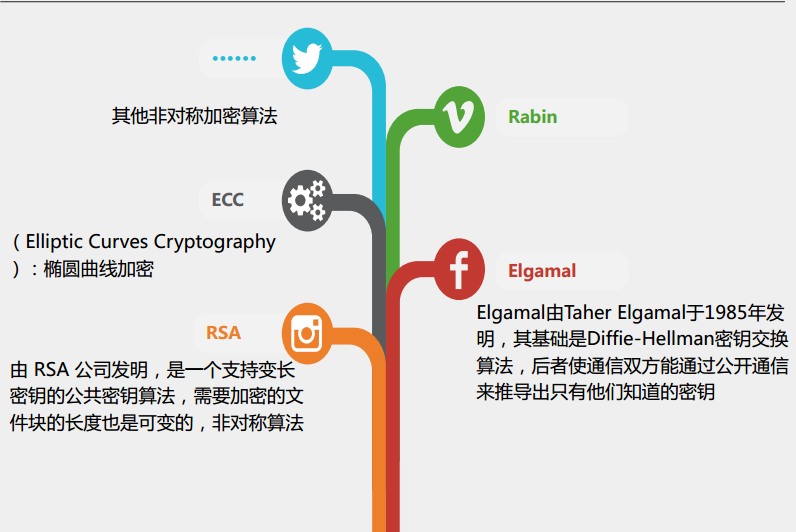 ······
其他非对称加密算法
Rabin
ECC
（Elliptic Curves Cryptography
）：椭圆曲线加密
Elgamal
Elgamal由Taher Elgamal于1985年发
明，其基础是Diffie-Hellman密钥交换
算法，后者使通信双方能通过公开通信
来推导出只有他们知道的密钥
RSA
由 RSA 公司发明，是一个支持变长
密钥的公共密钥算法，需要加密的文
件块的长度也是可变的，非对称算法